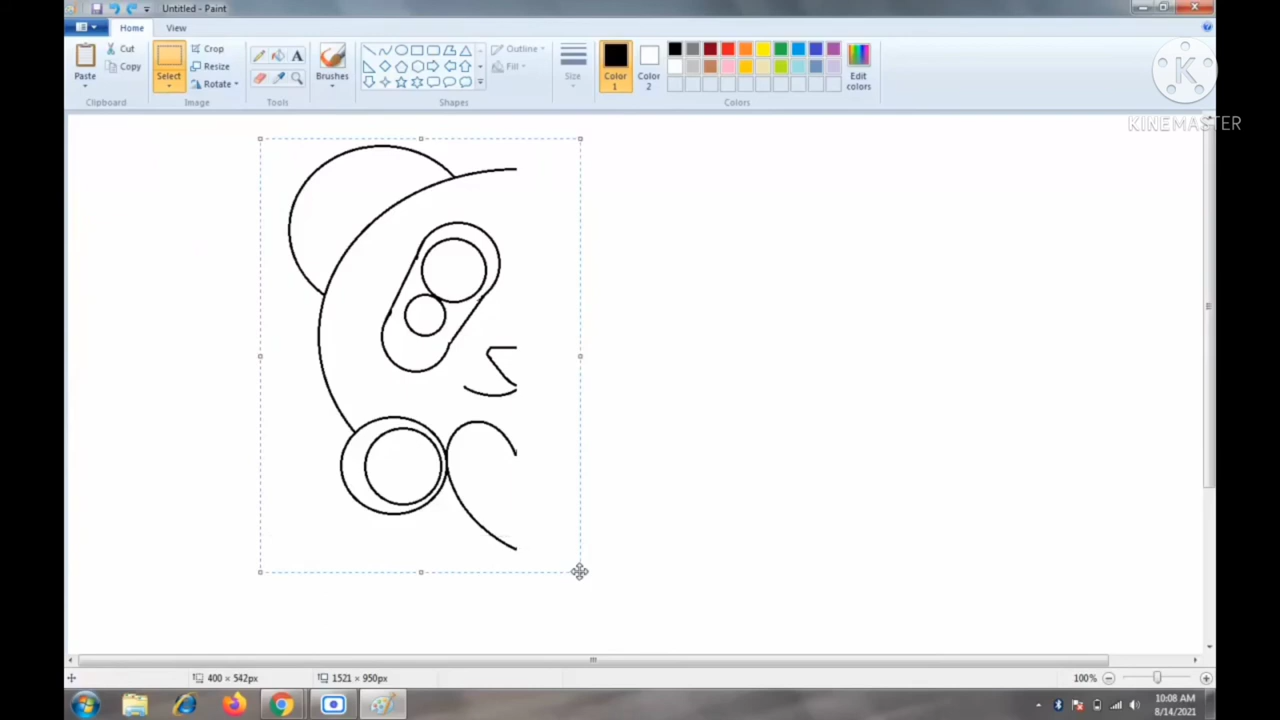 Untitled - Paint
Home View
Cut
Copy
Paste
Clipboard
Crop
Resize
Rotate
Select
Image
Tools
Brushes
Outline
Fill
Shapes
Size
Color 1
Color 2
Edit colors
Colors
K
KINEMASTER
400 × 542px
1521 × 950px
100%
10:08 AM
8/14/2021